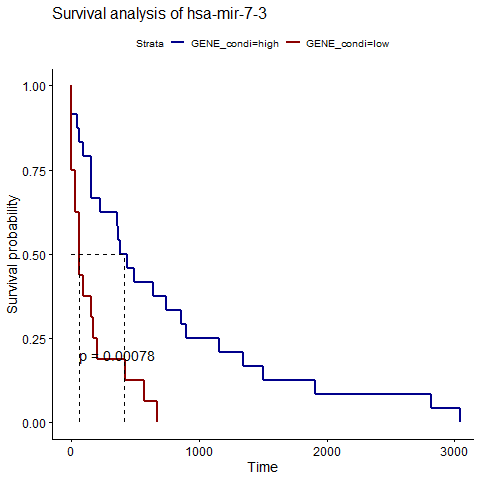 Survival analysis of hsa-mir-7-3
Strata GENE_condi=high GENE_condi=low
Survival probability
1.00
0.75
0.50
0.25
0.00
p = 0.00078
0 1000 2000 3000
Time